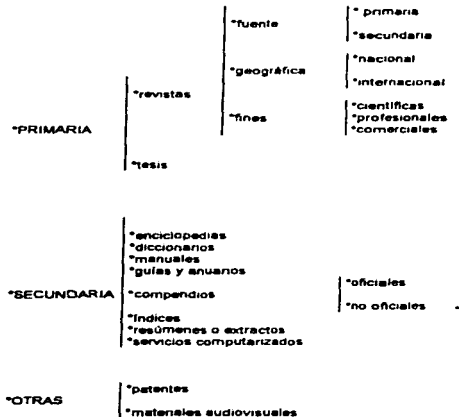 *fuente
*primaria
*secundaria
*geográfica
*nacional
*internacional
*revistas
*fines
*científicas
*profesionales
*comerciales
*PRIMARIA
*tesis
*enciclopedias
*diccionarios
*manuales
*guías y anuarios
*SECUNDARIA
*compendios
*oficiales
*no oficiales
*índices
*resúmenes o extractos
*servicios computarizados
*OTRAS
*patentes
*materiales audiovisuales